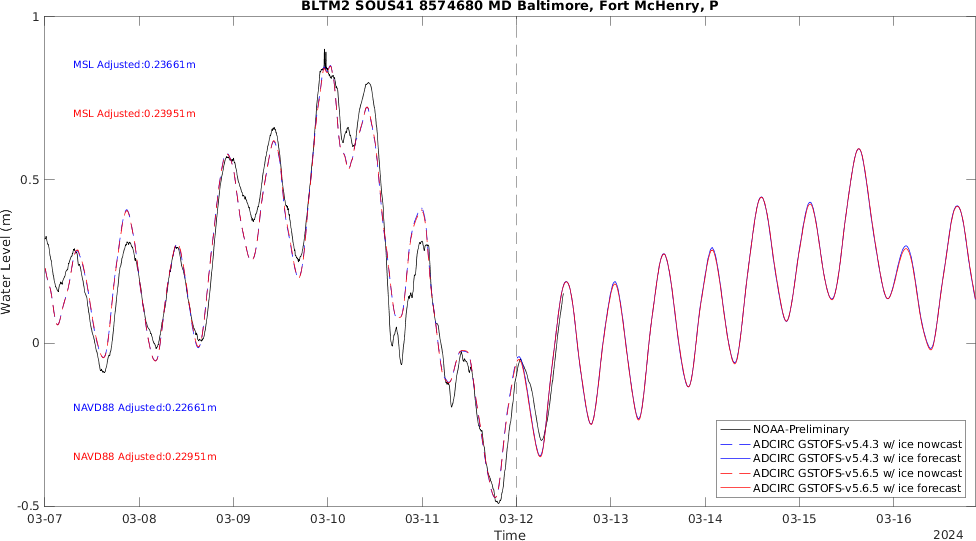 BLTM2 SOUS41 8574680 MD Baltimore, Fort McHenry, P
1
MSL Adjusted:0.23661m
MSL Adjusted:0.23951m
0.5
Water Level (m)
0
NAVD88 Adjusted:0.22661m
NAVD88 Adjusted:0.22951m
NOAA-Preliminary
ADCIRC GSTOFS-v5.4.3 w/ ice nowcast
ADCIRC GSTOFS-v5.4.3 w/ ice forecast
ADCIRC GSTOFS-v5.6.5 w/ ice nowcast
ADCIRC GSTOFS-v5.6.5 w/ ice forecast
-0.5
03-07 03-08 03-09 03-10 03-11 03-12 03-13 03-14 03-15 03-16
Time
2024